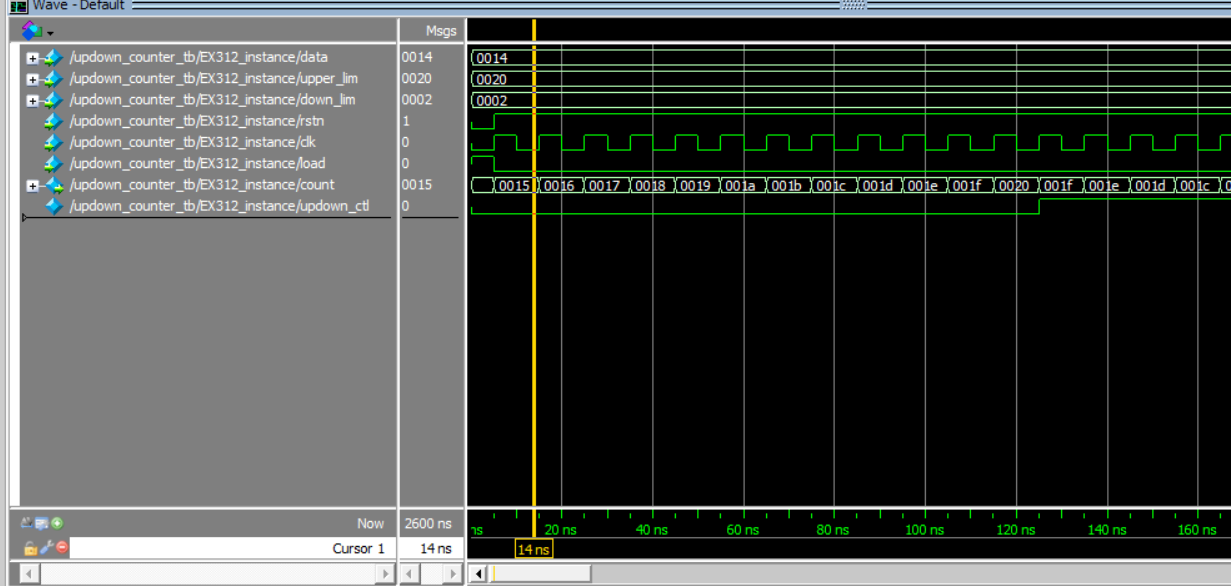 Wave - Default
Msgs
/updown_counter_tb/EX312_instance/data 0014 0014
/updown_counter_tb/EX312_instance/upper_lim 0020 0020
/updown_counter_tb/EX312_instance/down_lim 0002 0002
/updown_counter_tb/EX312_instance/rstn 1
/updown_counter_tb/EX312_instance/clk 0
/updown_counter_tb/EX312_instance/load 0
/updown_counter_tb/EX312_instance/count 0015 0015 0016 0017 0018 0019 001a 001b 001c 001d 001e 001f 0020 001f 001e 001d 001c
/updown_counter_tb/EX312_instance/updown_ctl 0
Now 2600 ns ns 20 ns 40 ns 60 ns 80 ns 100 ns 120 ns 140 ns 160 ns
Cursor 1 14 ns 14 ns